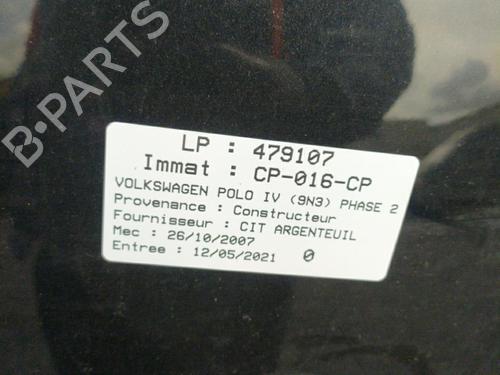 B-PARTS
LP : 479107
Immat : CP-016-CP
VOLKSWAGEN POLO IV (9N3) PHASE 2
Provenance : Constructeur
Fournisseur : CIT ARGENTEUIL
Mec : 26/10/2007
Entree : 12/05/2021 0